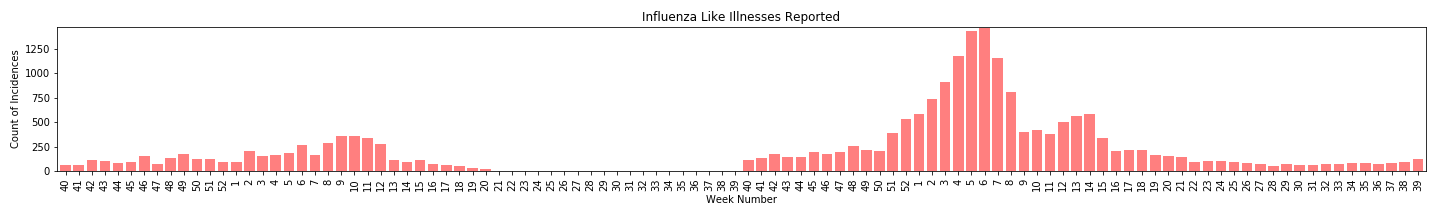 Influenza Like Illnesses Reported
Count of Incidences
1250
1000
750
500
250
0
40 41 42 43 44 45 46 47 48 49 50 51 52 1 2 3 4 5 6 7 8 9 10 11 12 13 14 15 16 17 18 19 20 21 22 23 24 25 26 27 28 29 30 31 32 33 34 35 36 37 38 39 40 41 42 43 44 45 46 47 48 49 50 51 52 1 2 3 4 5 6 7 8 9 10 11 12 13 14 15 16 17 18 19 20 21 22 23 24 25 26 27 28 29 30 31 32 33 34 35 36 37 38 39
Week Number